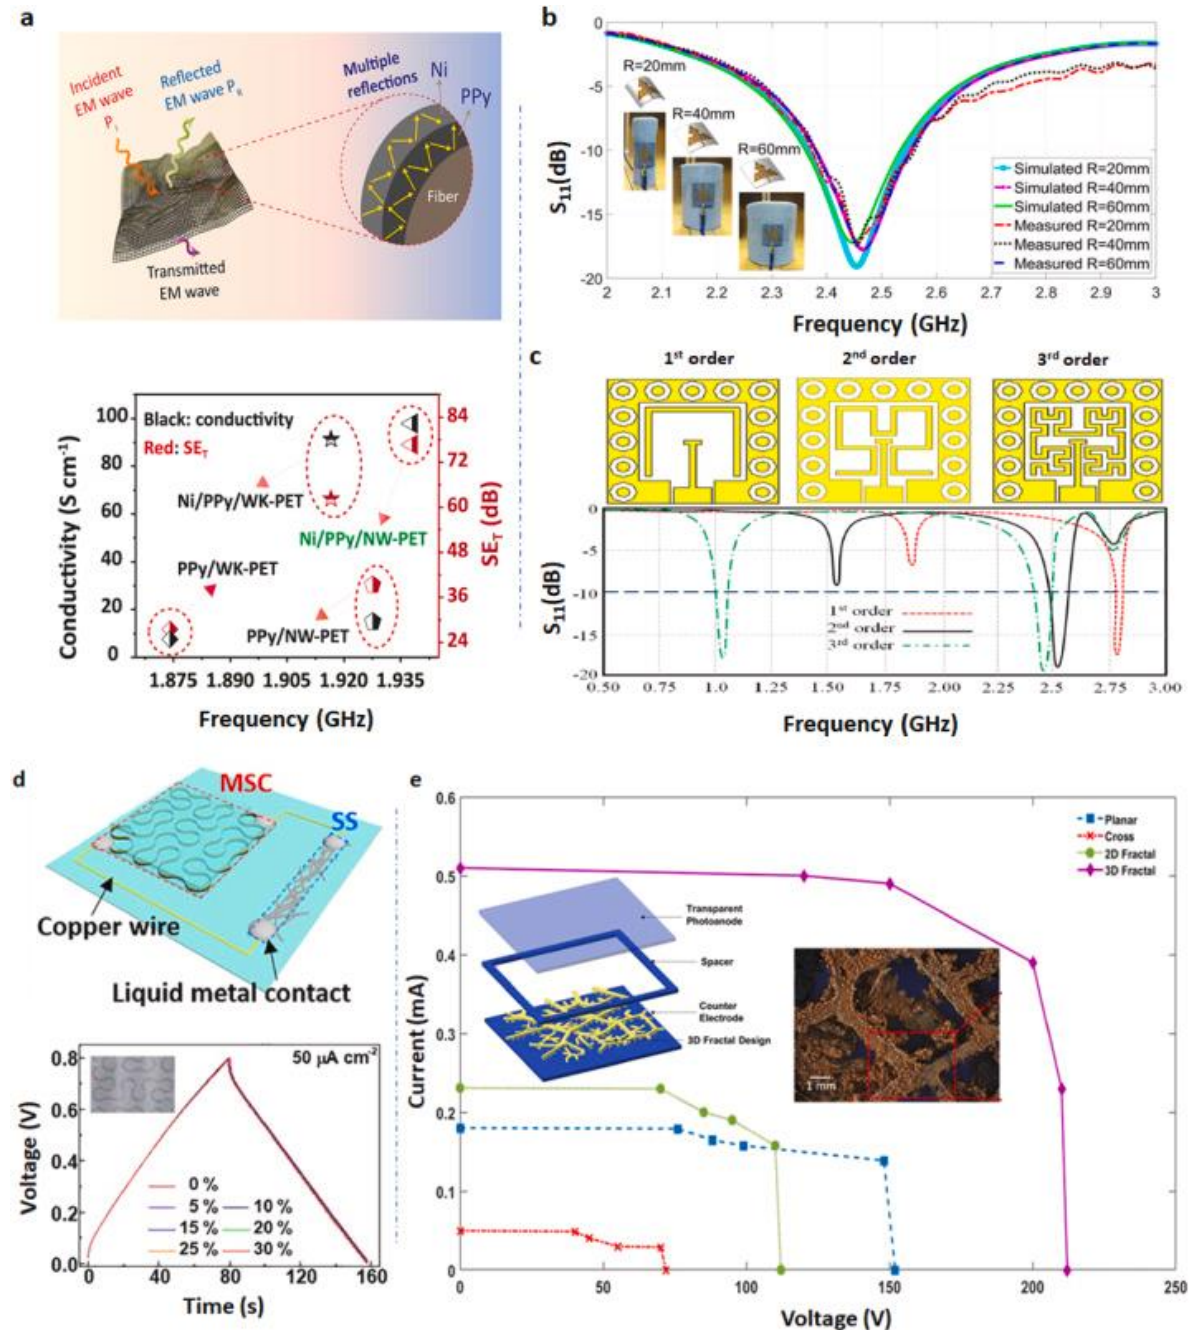 a
Incident
EM wave
P
Reflected
EM wave P_R
Multiple
reflections
Ni
PPy
Fiber
Transmitted
EM wave
Black: conductivity
Red: SE_T
Ni/PPy/WK-PET
Ni/PPy/NW-PET
PPy/WK-PET
PPy/NW-PET
Conductivity (S cm⁻¹)
100
80
60
40
20
0
SE_T (dB)
84
72
60
48
36
24
1.875 1.890 1.905 1.920 1.935
Frequency (GHz)
b
S₁₁(dB)
0
-5
-10
-15
-20
R=20mm
R=40mm
R=60mm
Simulated R=20mm
Simulated R=40mm
Simulated R=60mm
Measured R=20mm
Measured R=40mm
Measured R=60mm
2 2.1 2.2 2.3 2.4 2.5 2.6 2.7 2.8 2.9 3
Frequency (GHz)
c
1st order
2nd order
3rd order
S₁₁(dB)
0
-5
-10
-15
-20
1st order
2nd order
3rd order
0.50 0.75 1.0 1.25 1.50 1.75 2.00 2.25 2.5 2.75 3.00
Frequency (GHz)
d
MSC
SS
Copper wire
Liquid metal contact
50 μA cm⁻²
Voltage (V)
0.8
0.6
0.4
0.2
0.0
0 %
5 % 10 %
15 % 20 %
25 % 30 %
0 40 80 120 160
Time (s)
e
Current (mA)
0.6
0.5
0.4
0.3
0.2
0.1
0
Planar
Cross
2D Fractal
3D Fractal
Transparent
Photoanode
Spacer
Counter
Electrode
3D Fractal Design
1 mm
0 50 100 150 200 250
Voltage (V)